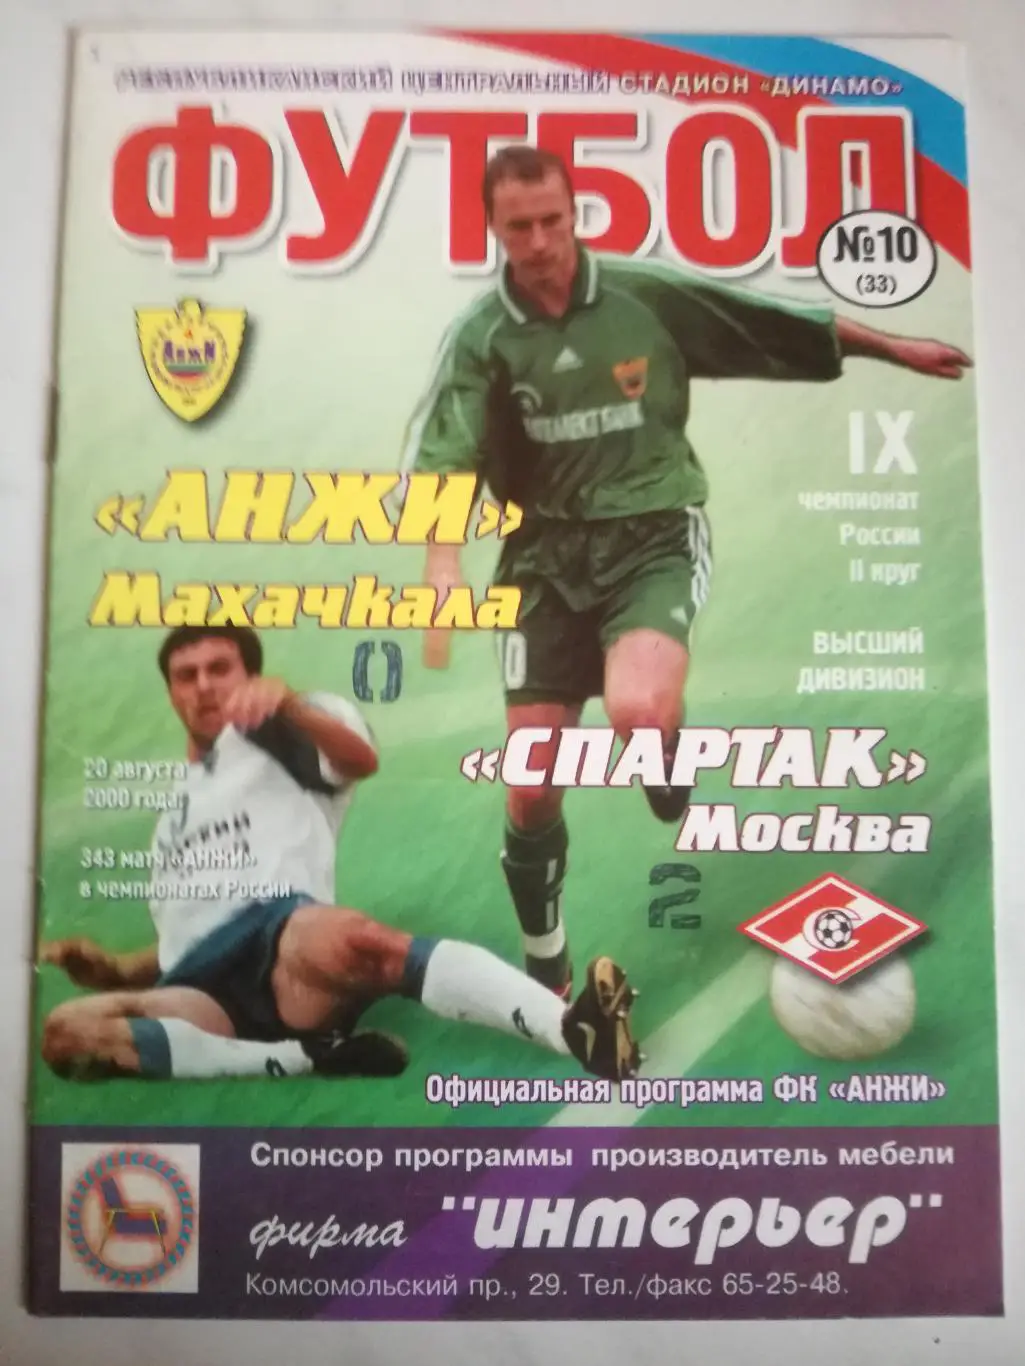 РЕСПУБЛИКАНСКИЙ ЦЕНТРАЛЬНЫЙ СТАДИОН «ДИНАМО»
ФУТБОЛ
№10
(33)
АНЖИ
IX
чемпионат
России
II круг
ВЫСШИЙ
ДИВИЗИОН
«АНЖИ»
Махачкала
0
20 августа
2000 года
343 матч «АНЖИ»
в чемпионатах России
«СПАРТАК»
Москва
2
Официальная программа ФК «АНЖИ»
Спонсор программы производитель мебели
фирма "интерьер"
Комсомольский пр., 29. Тел./факс 65-25-48.